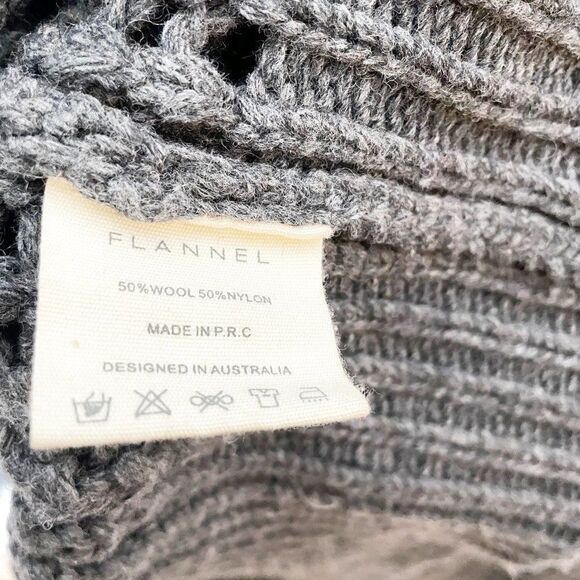 FLANNEL
50%WOOL 50%NYLON
MADE IN P.R.C
DESIGNED IN AUSTRALIA